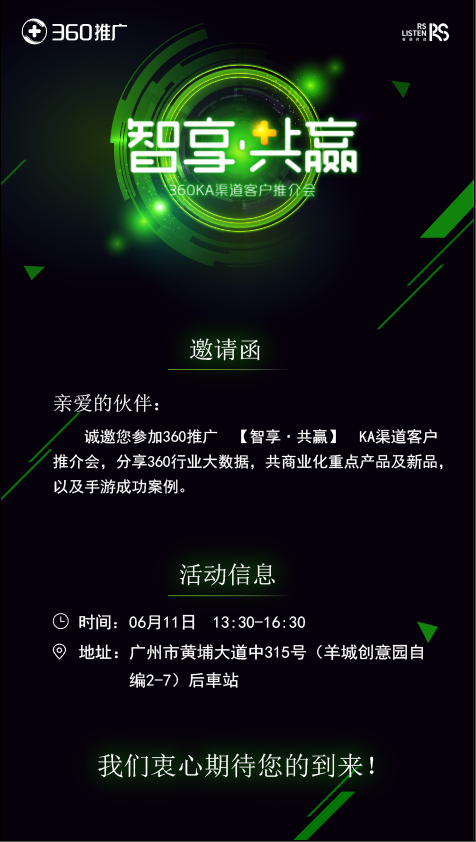 360推广
RS
LISTEN
RS
智享·共赢
360KA渠道客户推介会
邀请函
亲爱的伙伴：
诚邀您参加360推广 【智享·共赢】 KA渠道客户
推介会，分享360行业大数据，共商业化重点产品及新品，
以及手游成功案例。
活动信息
时间：06月11日 13:30-16:30
地址：广州市黄埔大道中315号（羊城创意园自
编2-7）后車站
我们衷心期待您的到来！